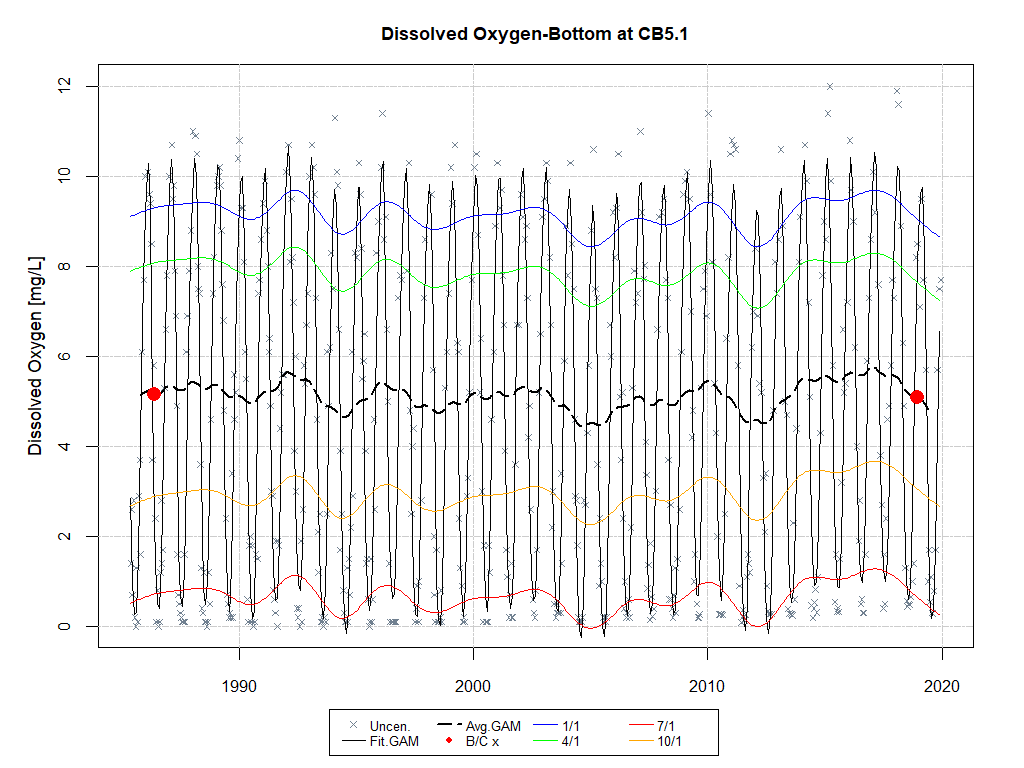 Dissolved Oxygen-Bottom at CB5.1
Dissolved Oxygen [mg/L]
12
10
8
6
4
2
0
1990 2000 2010 2020
Uncen. Avg.GAM 1/1 7/1
Fit.GAM B/C x 4/1 10/1